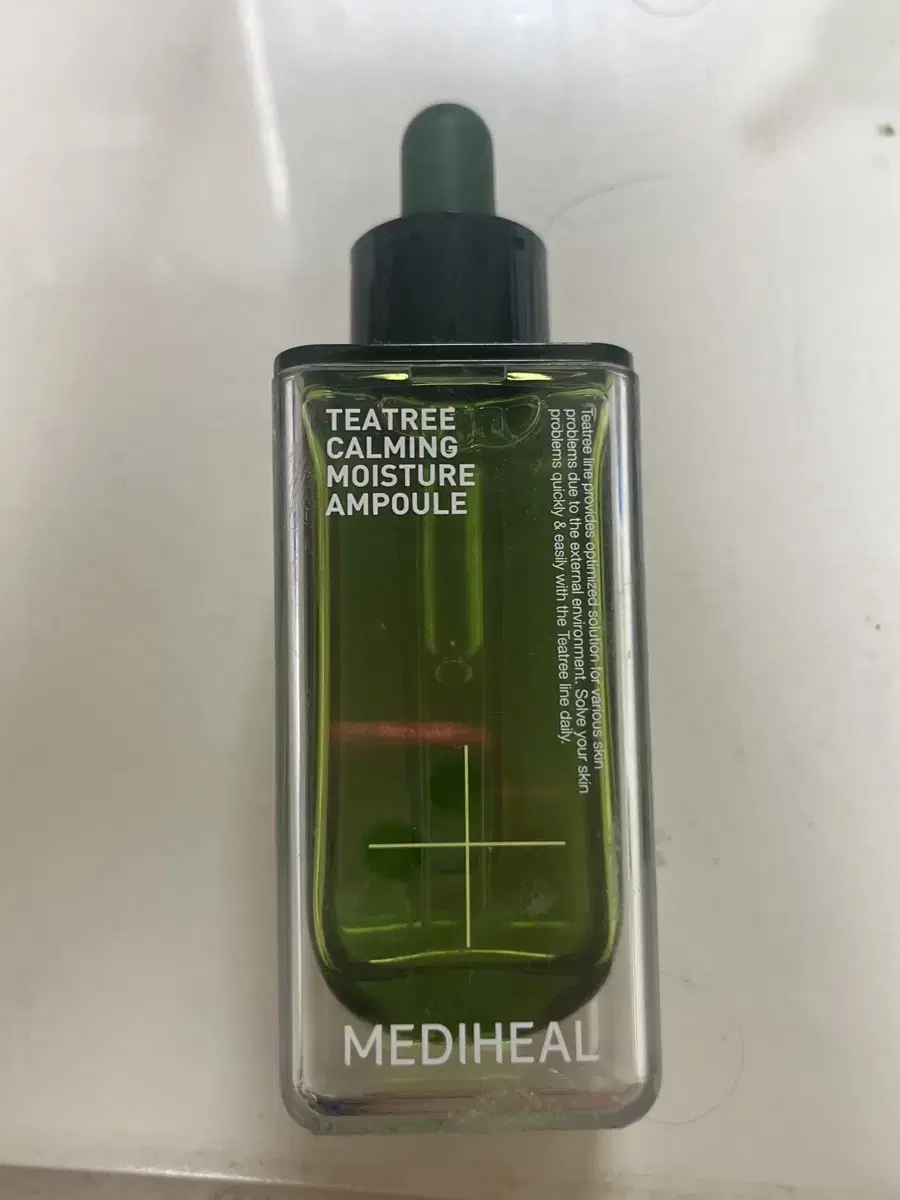 TEATREE
CALMING
MOISTURE
AMPOULE
Teatree line provides optimized solution for various skin
problems due to the external environment. Solve your skin
problems quickly & easily with the Teatree line daily.
MEDIHEAL